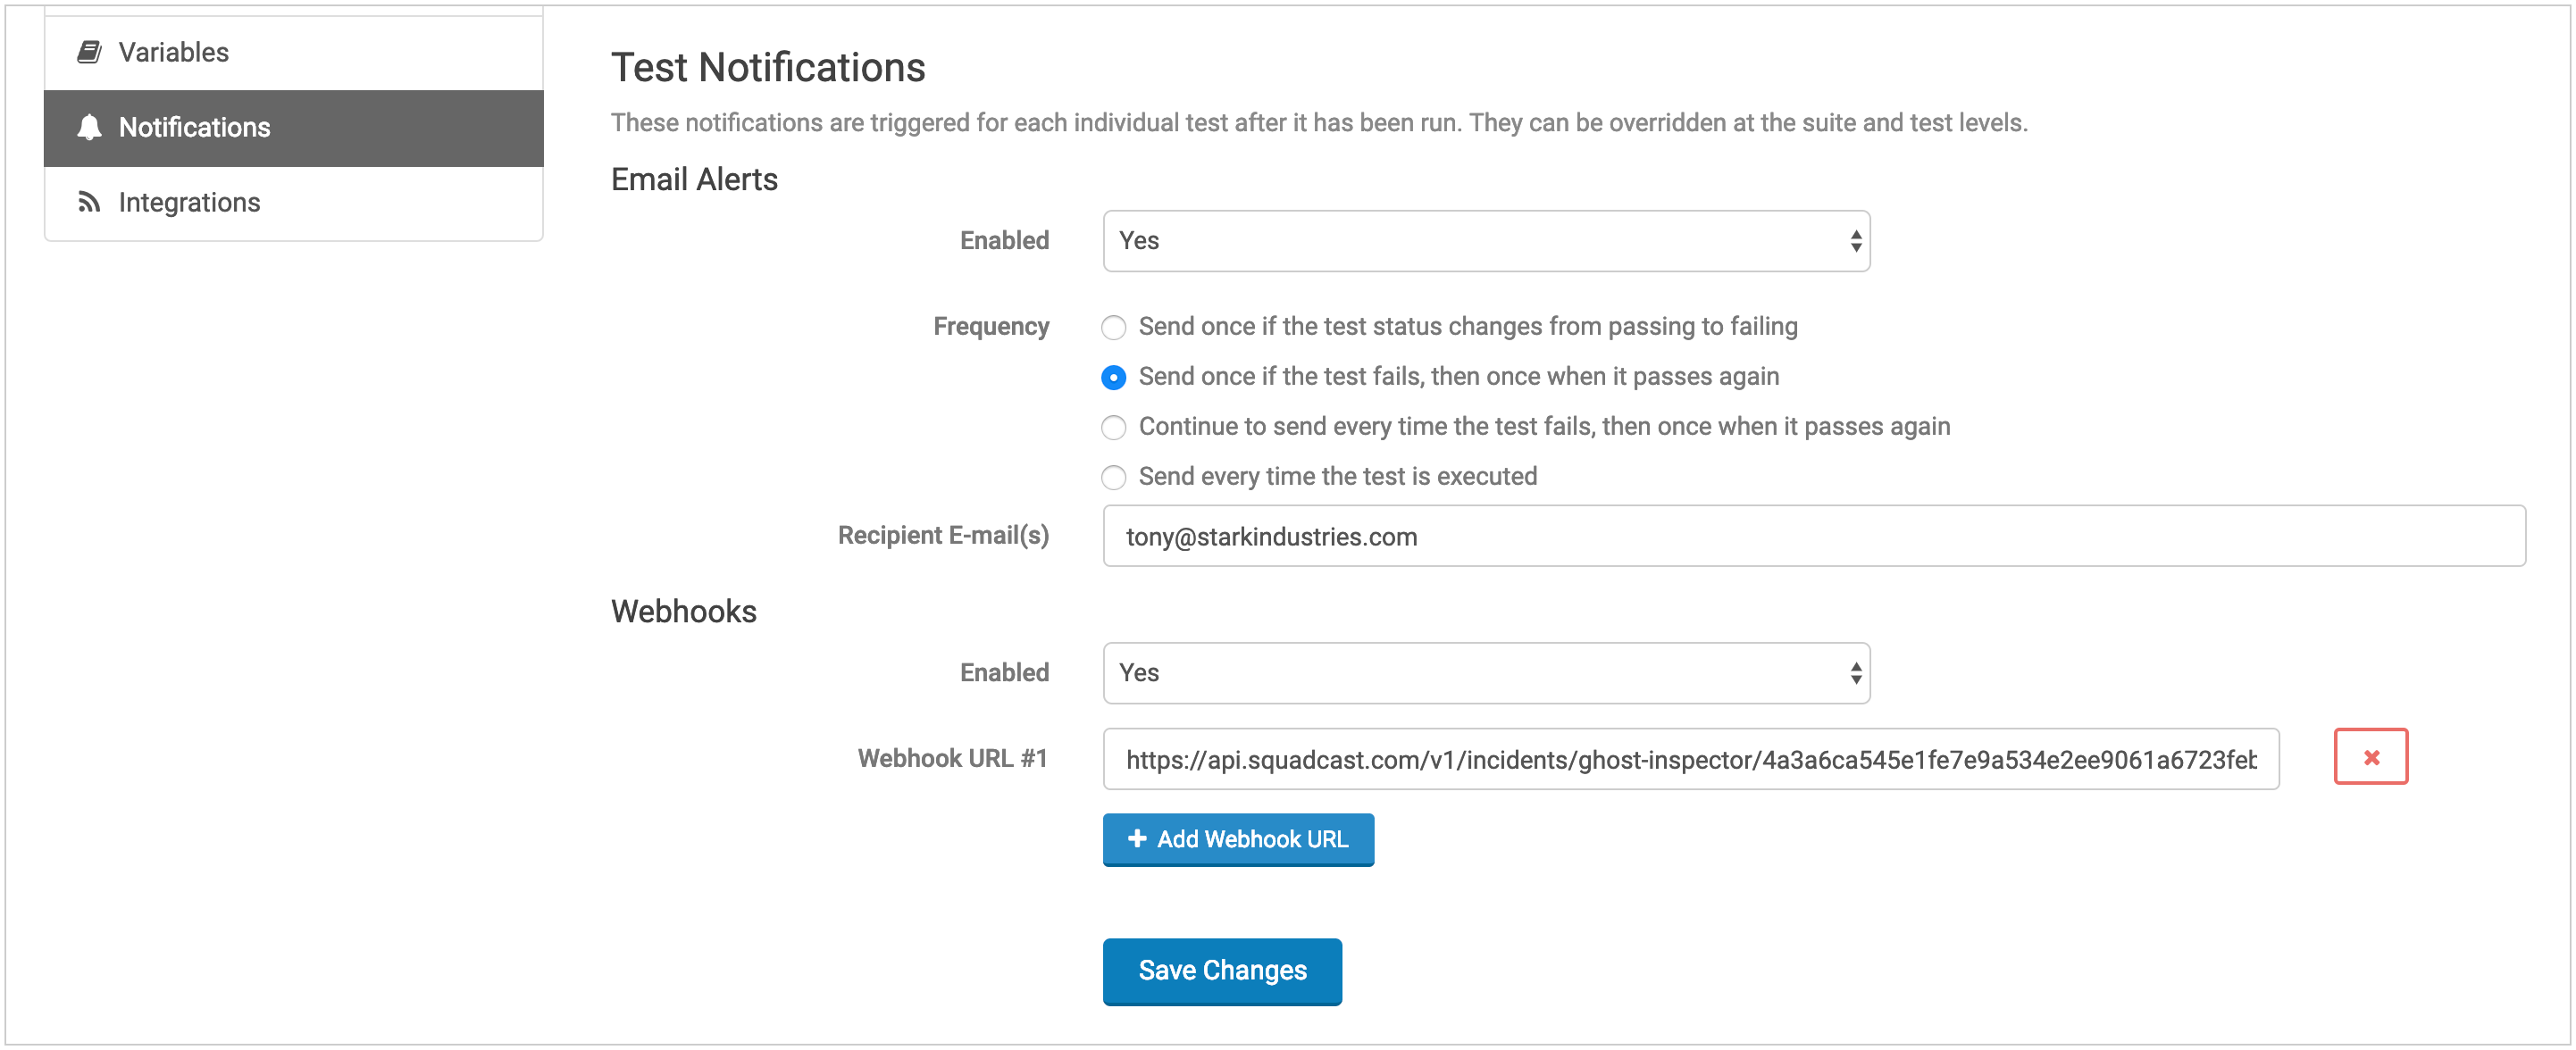 Variables
Notifications
Integrations
Test Notifications
These notifications are triggered for each individual test after it has been run. They can be overridden at the suite and test levels.
Email Alerts
Enabled
Yes
Frequency
Send once if the test status changes from passing to failing
Send once if the test fails, then once when it passes again
Continue to send every time the test fails, then once when it passes again
Send every time the test is executed
Recipient E-mail(s)
tony@starkindustries.com
Webhooks
Enabled
Yes
Webhook URL #1
https://api.squadcast.com/v1/incidents/ghost-inspector/4a3a6ca545e1fe7e9a534e2ee9061a6723feb
Add Webhook URL
Save Changes